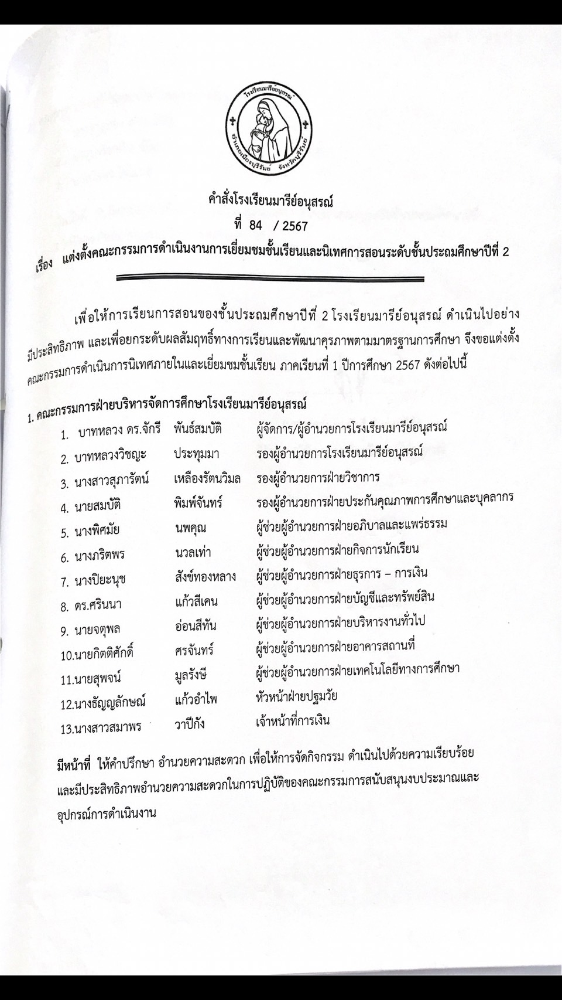 โรงเรียนมารีย์อนุสรณ์
อำเภอเมืองบุรีรัมย์ จังหวัดบุรีรัมย์
คำสั่งโรงเรียนมารีย์อนุสรณ์
ที่ 84 / 2567
เรื่อง แต่งตั้งคณะกรรมการดำเนินงานการเยี่ยมชมชั้นเรียนและนิเทศการสอนระดับชั้นประถมศึกษาปีที่ 2
เพื่อให้การเรียนการสอนของชั้นประถมศึกษาปีที่ 2 โรงเรียนมารีย์อนุสรณ์ ดำเนินไปอย่าง
มีประสิทธิภาพ และเพื่อยกระดับผลสัมฤทธิ์ทางการเรียนและพัฒนาคุรภาพตามมาตรฐานการศึกษา จึงขอแต่งตั้ง
คณะกรรมการดำเนินการนิเทศภายในและเยี่ยมชมชั้นเรียน ภาคเรียนที่ 1 ปีการศึกษา 2567 ดังต่อไปนี้
1. คณะกรรมการฝ่ายบริหารจัดการศึกษาโรงเรียนมารีย์อนุสรณ์
1. บาทหลวง ดร.จักรี พันธ์สมบัติ ผู้จัดการ/ผู้อำนวยการโรงเรียนมารีย์อนุสรณ์
2. บาทหลวงวิชญะ ประทุมมา รองผู้อำนวยการโรงเรียนมารีย์อนุสรณ์
3. นางสาวสุภารัตน์ เหลืองรัตนวิมล รองผู้อำนวยการฝ่ายวิชาการ
4. นายสมบัติ พิมพ์จันทร์ รองผู้อำนวยการฝ่ายประกันคุณภาพการศึกษาและบุคลากร
5. นางพิศมัย นพคุณ ผู้ช่วยผู้อำนวยการฝ่ายอภิบาลและแพร่ธรรม
6. นางภริตพร นวลเท่า ผู้ช่วยผู้อำนวยการฝ่ายกิจการนักเรียน
7. นางปิยะนุช สังข์ทองหลาง ผู้ช่วยผู้อำนวยการฝ่ายธุรการ – การเงิน
8. ดร.ศรินนา แก้วสีเคน ผู้ช่วยผู้อำนวยการฝ่ายบัญชีและทรัพย์สิน
9. นายจตุพล อ่อนสีทัน ผู้ช่วยผู้อำนวยการฝ่ายบริหารงานทั่วไป
10.นายกิตติศักดิ์ ศรจันทร์ ผู้ช่วยผู้อำนวยการฝ่ายอาคารสถานที่
11.นายสุพจน์ มูลรังษี ผู้ช่วยผู้อำนวยการฝ่ายเทคโนโลยีทางการศึกษา
12.นางธัญญลักษณ์ แก้วอำไพ หัวหน้าฝ่ายปฐมวัย
13.นางสาวสมาพร วาปีกัง เจ้าหน้าที่การเงิน
มีหน้าที่ ให้คำปรึกษา อำนวยความสะดวก เพื่อให้การจัดกิจกรรม ดำเนินไปด้วยความเรียบร้อย
และมีประสิทธิภาพอำนวยความสะดวกในการปฏิบัติของคณะกรรมการสนับสนุนงบประมาณและ
อุปกรณ์การดำเนินงาน